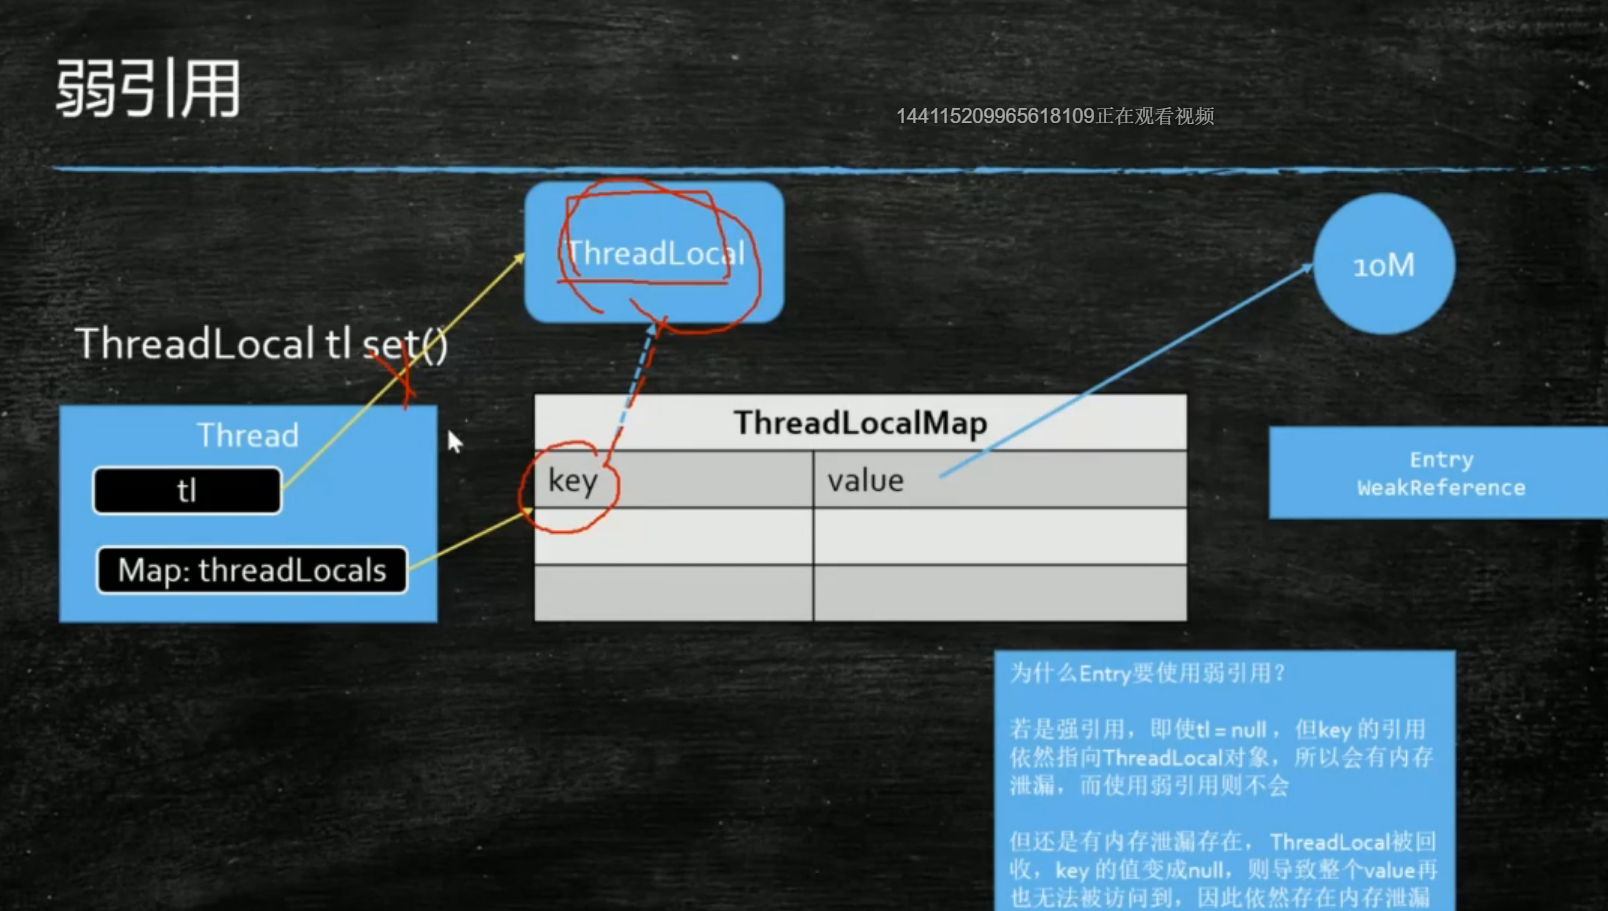 弱引用
144115209965618109正在观看视频
ThreadLocal
10M
ThreadLocal tl set()
Thread
tl
Map: threadLocals
ThreadLocalMap
key
value
Entry
WeakReference
为什么Entry要使用弱引用？
若是强引用，即使tl = null ，但key 的引用
依然指向ThreadLocal对象，所以会有内存
泄漏，而使用弱引用则不会
但还是有内存泄漏存在， ThreadLocal被回
收，key 的值变成null，则导致整个value再
也无法被访问到，因此依然存在内存泄漏